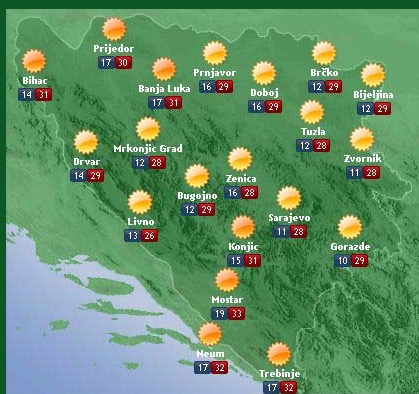 Prijedor
17 30
Bihac
14 31
Banja Luka
17 31
Prnjavor
16 29
Doboj
16 29
Brčko
12 29
Bijeljina
12 29
Tuzla
12 28
Zvornik
11 28
Mrkonjic Grad
12 28
Drvar
14 29
Zenica
16 28
Bugojno
12 29
Livno
13 26
Sarajevo
11 28
Konjic
15 31
Gorazde
10 29
Mostar
19 33
Neum
17 32
Trebinje
17 32